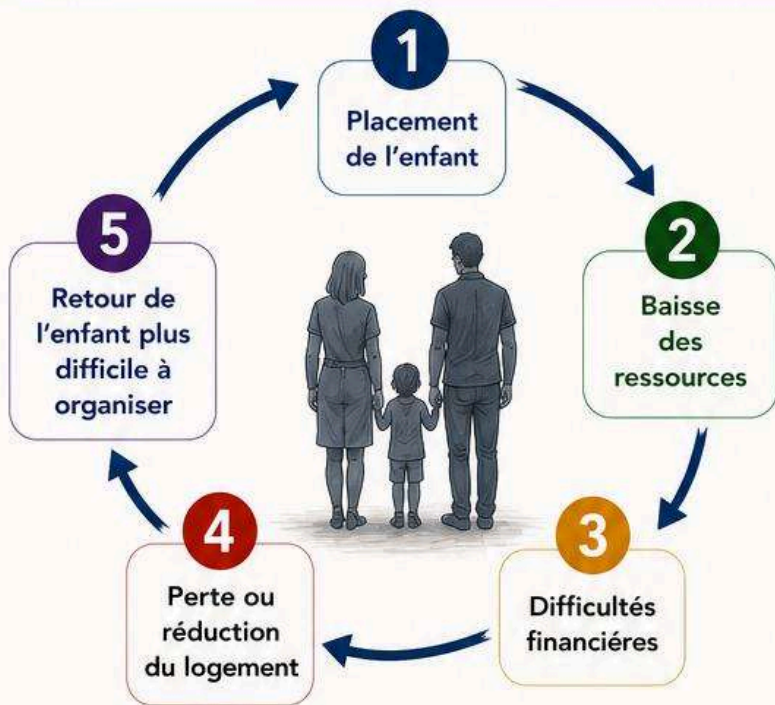 1
Placement
de l'enfant
2
Baisse
des
ressources
3
Difficultés
financiéres
4
Perte ou
réduction
du logement
5
Retour de
l'enfant plus
difficile à
organiser